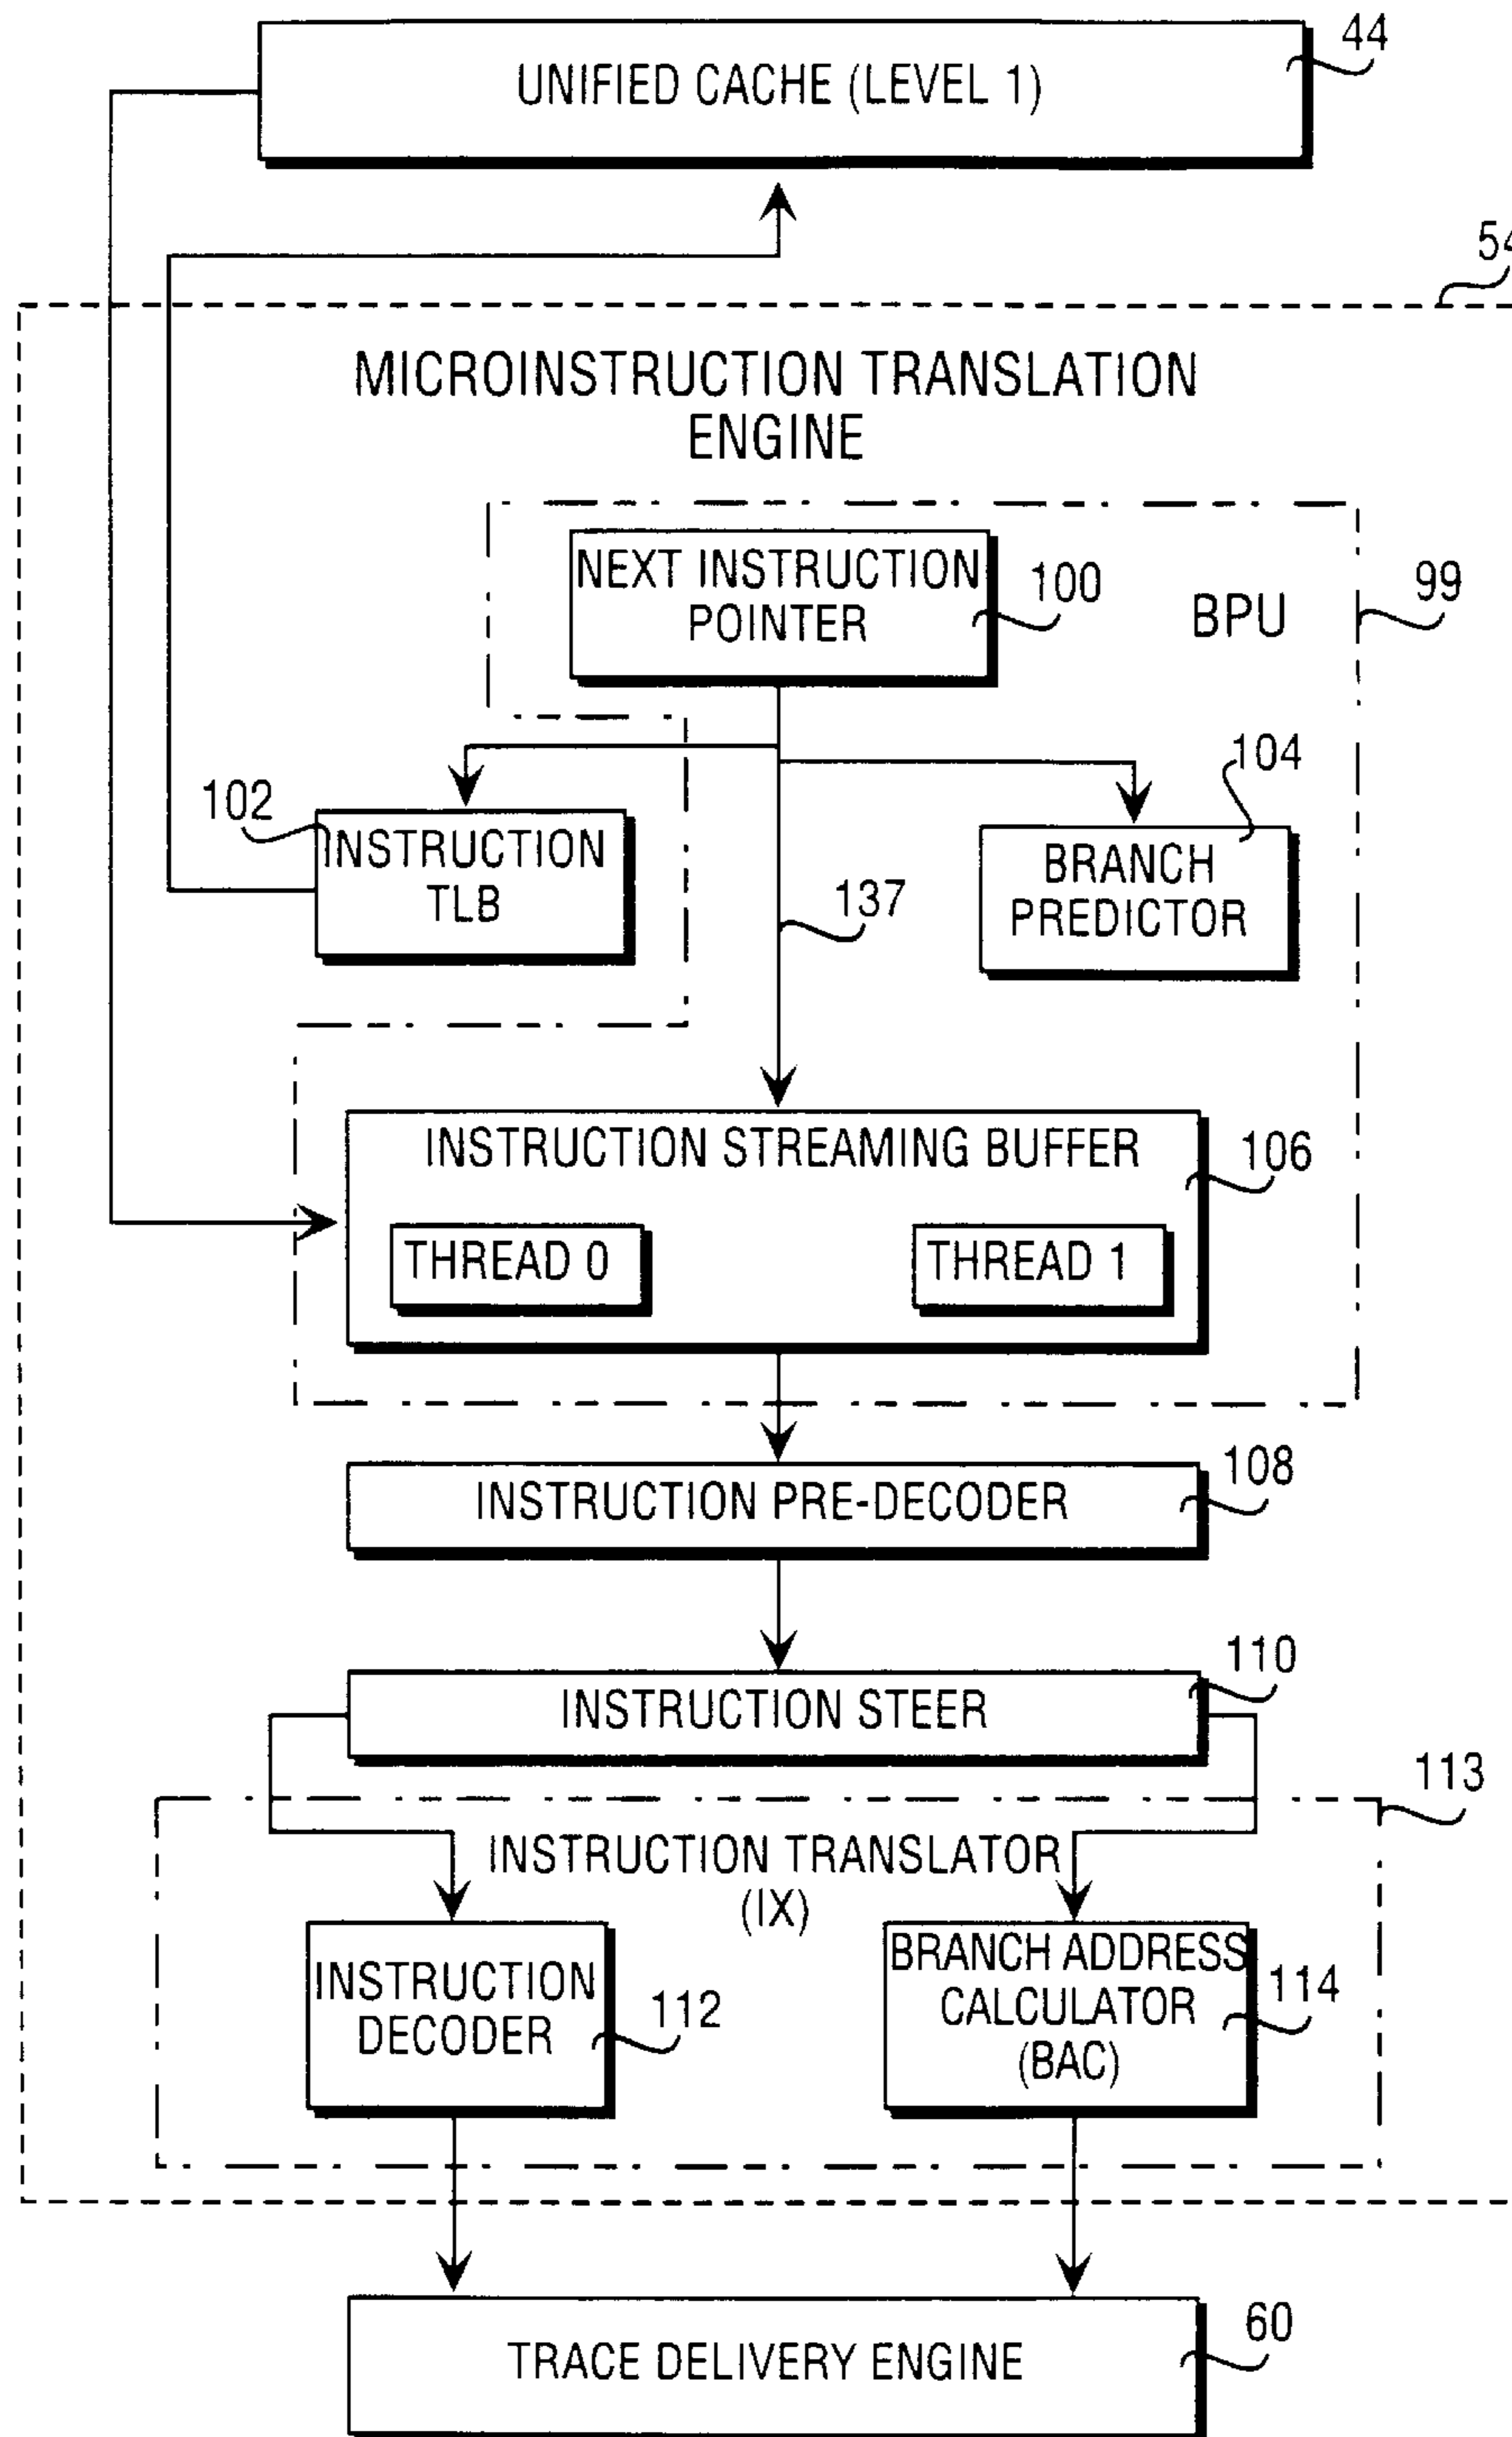 44
UNIFIED CACHE (LEVEL 1)
54
MICROINSTRUCTION TRANSLATION
ENGINE
NEXT INSTRUCTION
POINTER
100
BPU
99
102
INSTRUCTION
TLB
104
BRANCH
PREDICTOR
137
INSTRUCTION STREAMING BUFFER
106
THREAD 0
THREAD 1
INSTRUCTION PRE-DECODER
108
INSTRUCTION STEER
110
113
INSTRUCTION TRANSLATOR
(IX)
INSTRUCTION
DECODER
112
BRANCH ADDRESS
CALCULATOR
(BAC)
114
TRACE DELIVERY ENGINE
60